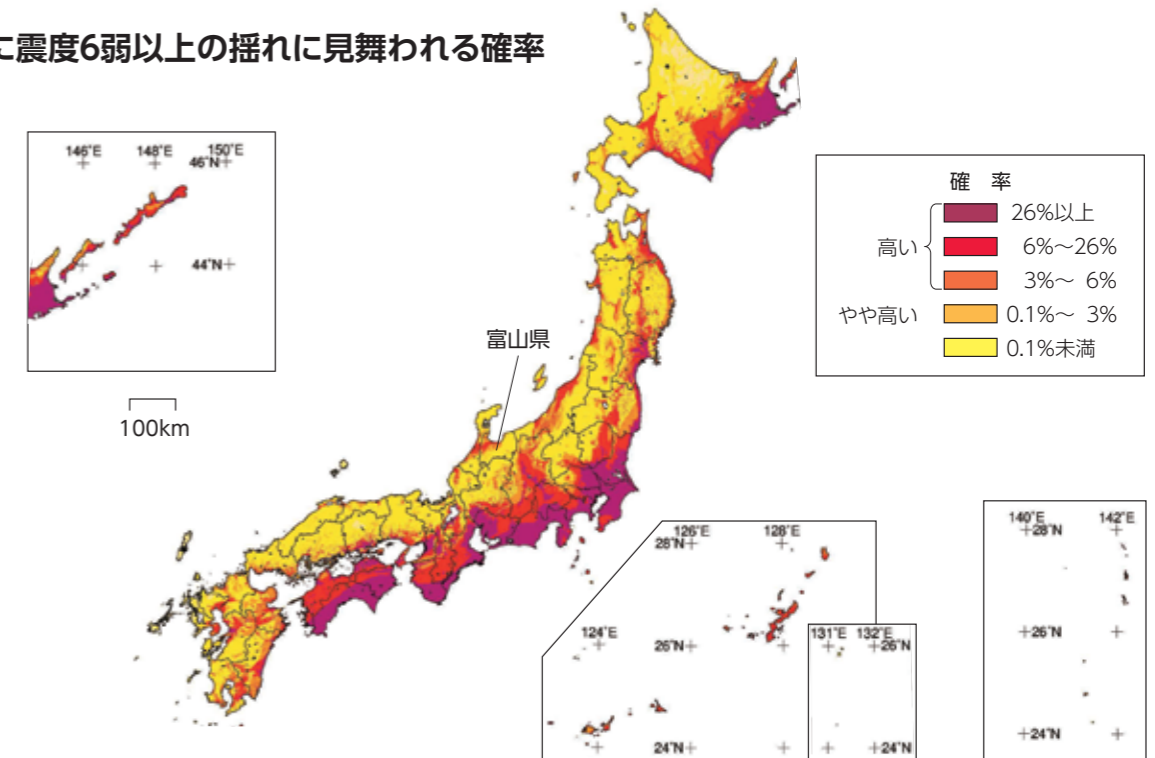 に震度6弱以上の揺れに見舞われる確率
146°E 148°E 150°E
46°N
44°N
100km
富山県
確 率
高い
26%以上
6%～26%
3%～ 6%
やや高い
0.1%～ 3%
0.1%未満
126°E 128°E
28°N
124°E
26°N
24°N
131°E 132°E
26°N
24°N
140°E 142°E
28°N
26°N
24°N